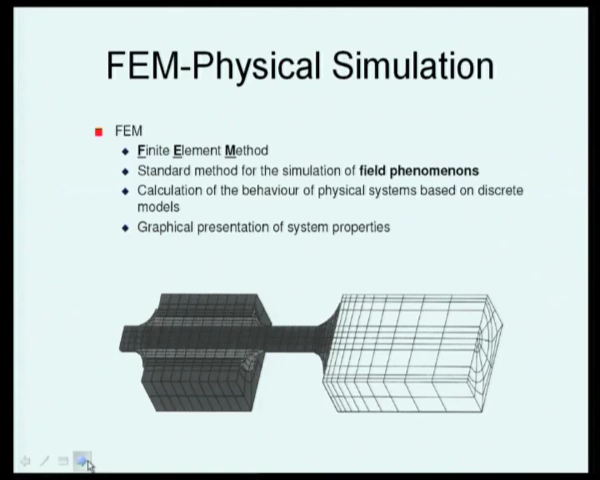 FEM-Physical Simulation
FEM
Finite Element Method
Standard method for the simulation of field phenomenons
Calculation of the behaviour of physical systems based on discrete
models
Graphical presentation of system properties